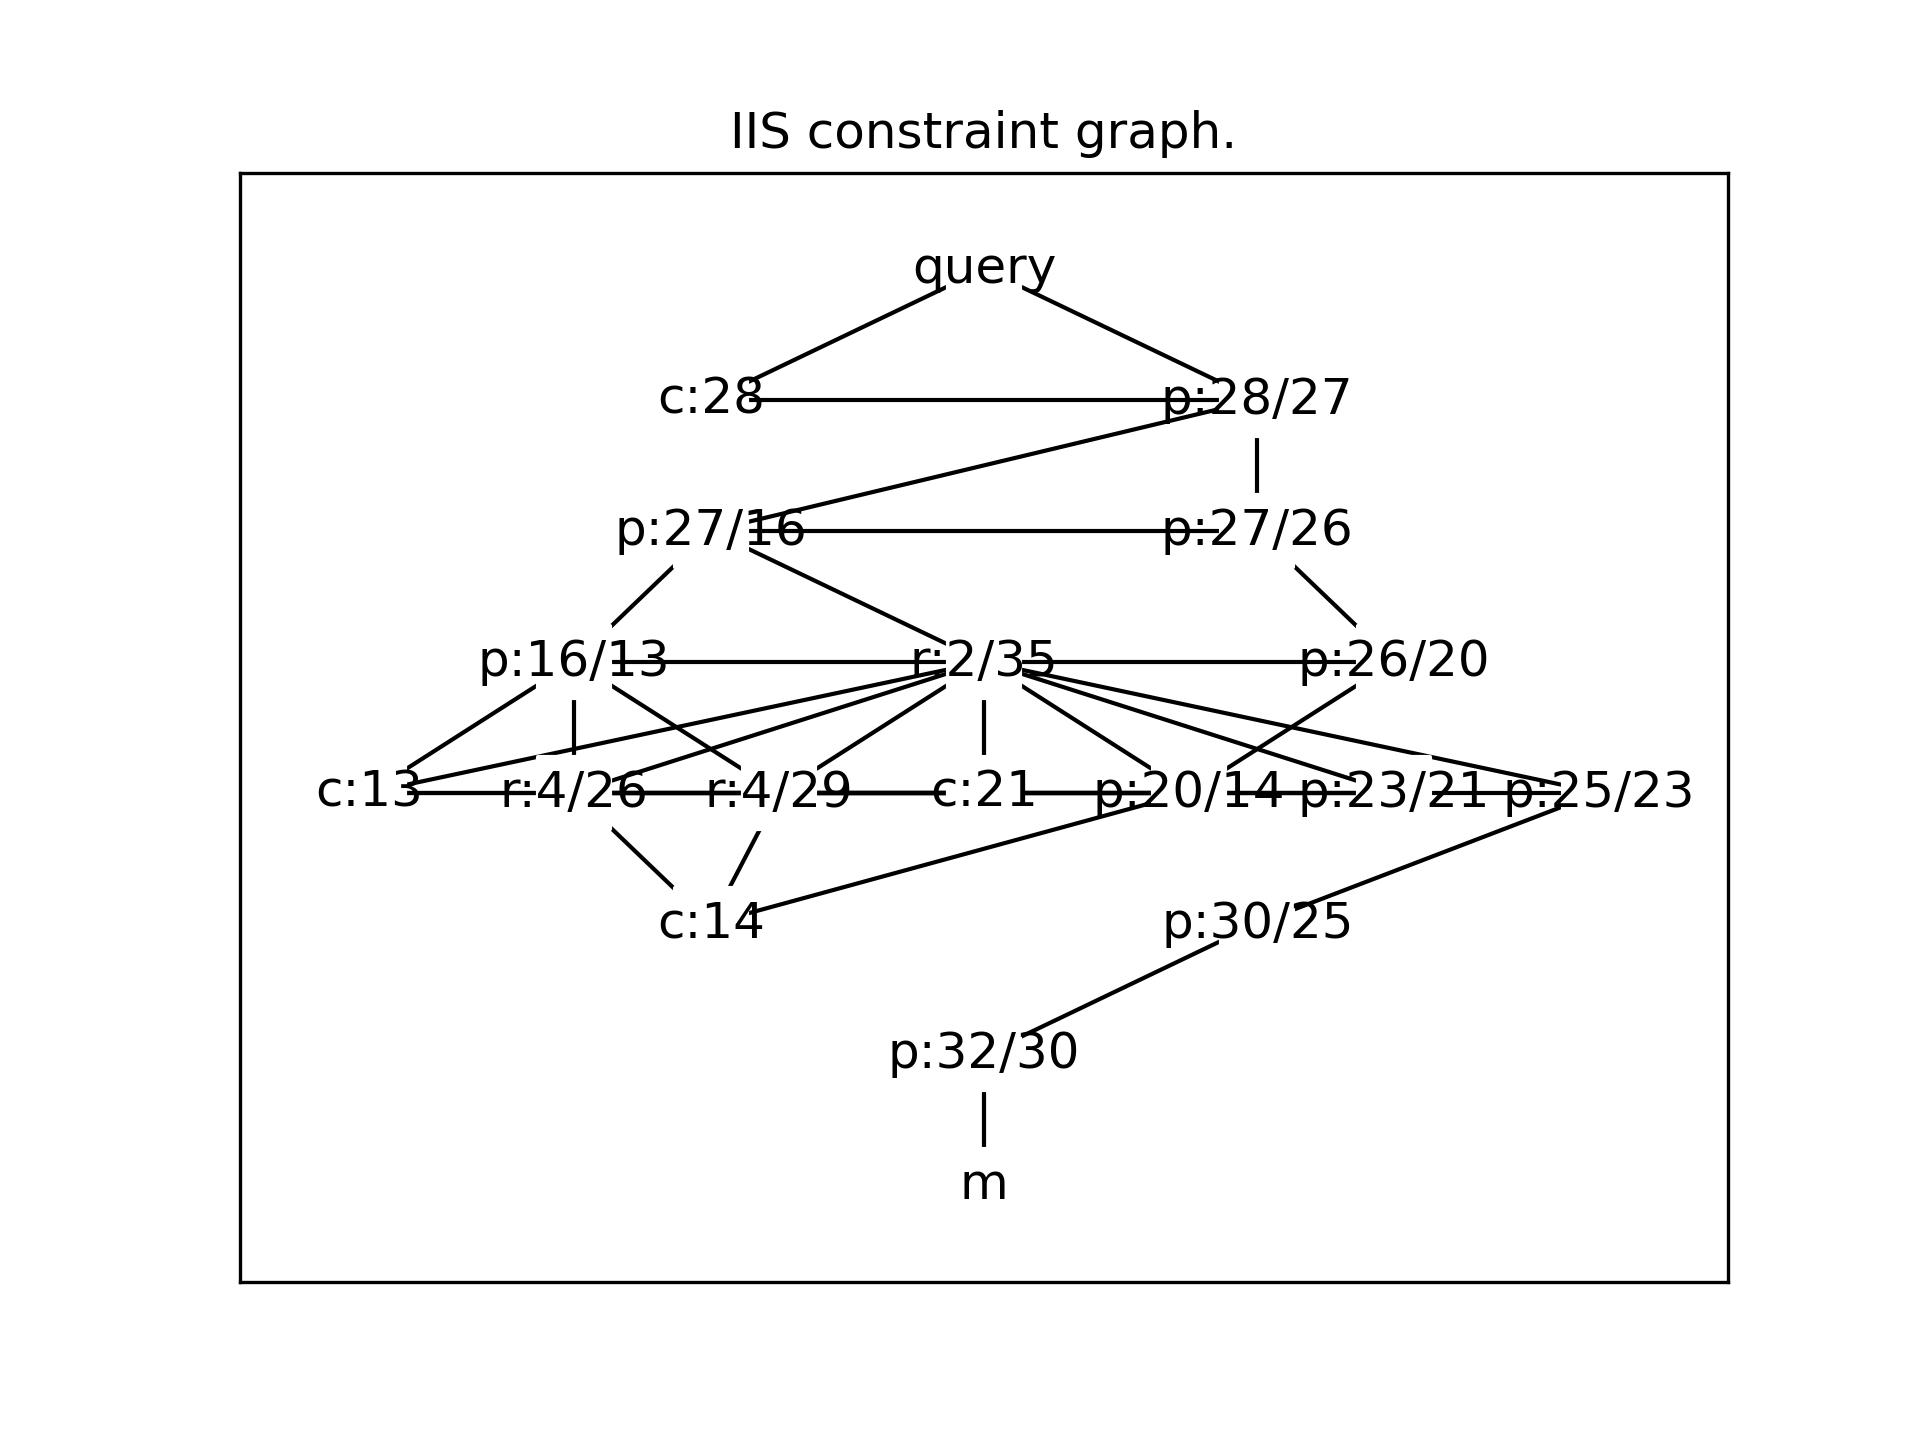 IIS constraint graph.
query
c:28 p:28/27
p:27/16 p:27/26
p:16/13 r:2/35 p:26/20
c:13 r:4/26 r:4/29 c:21 p:20/14 p:23/21 p:25/23
c:14 p:30/25
p:32/30
m